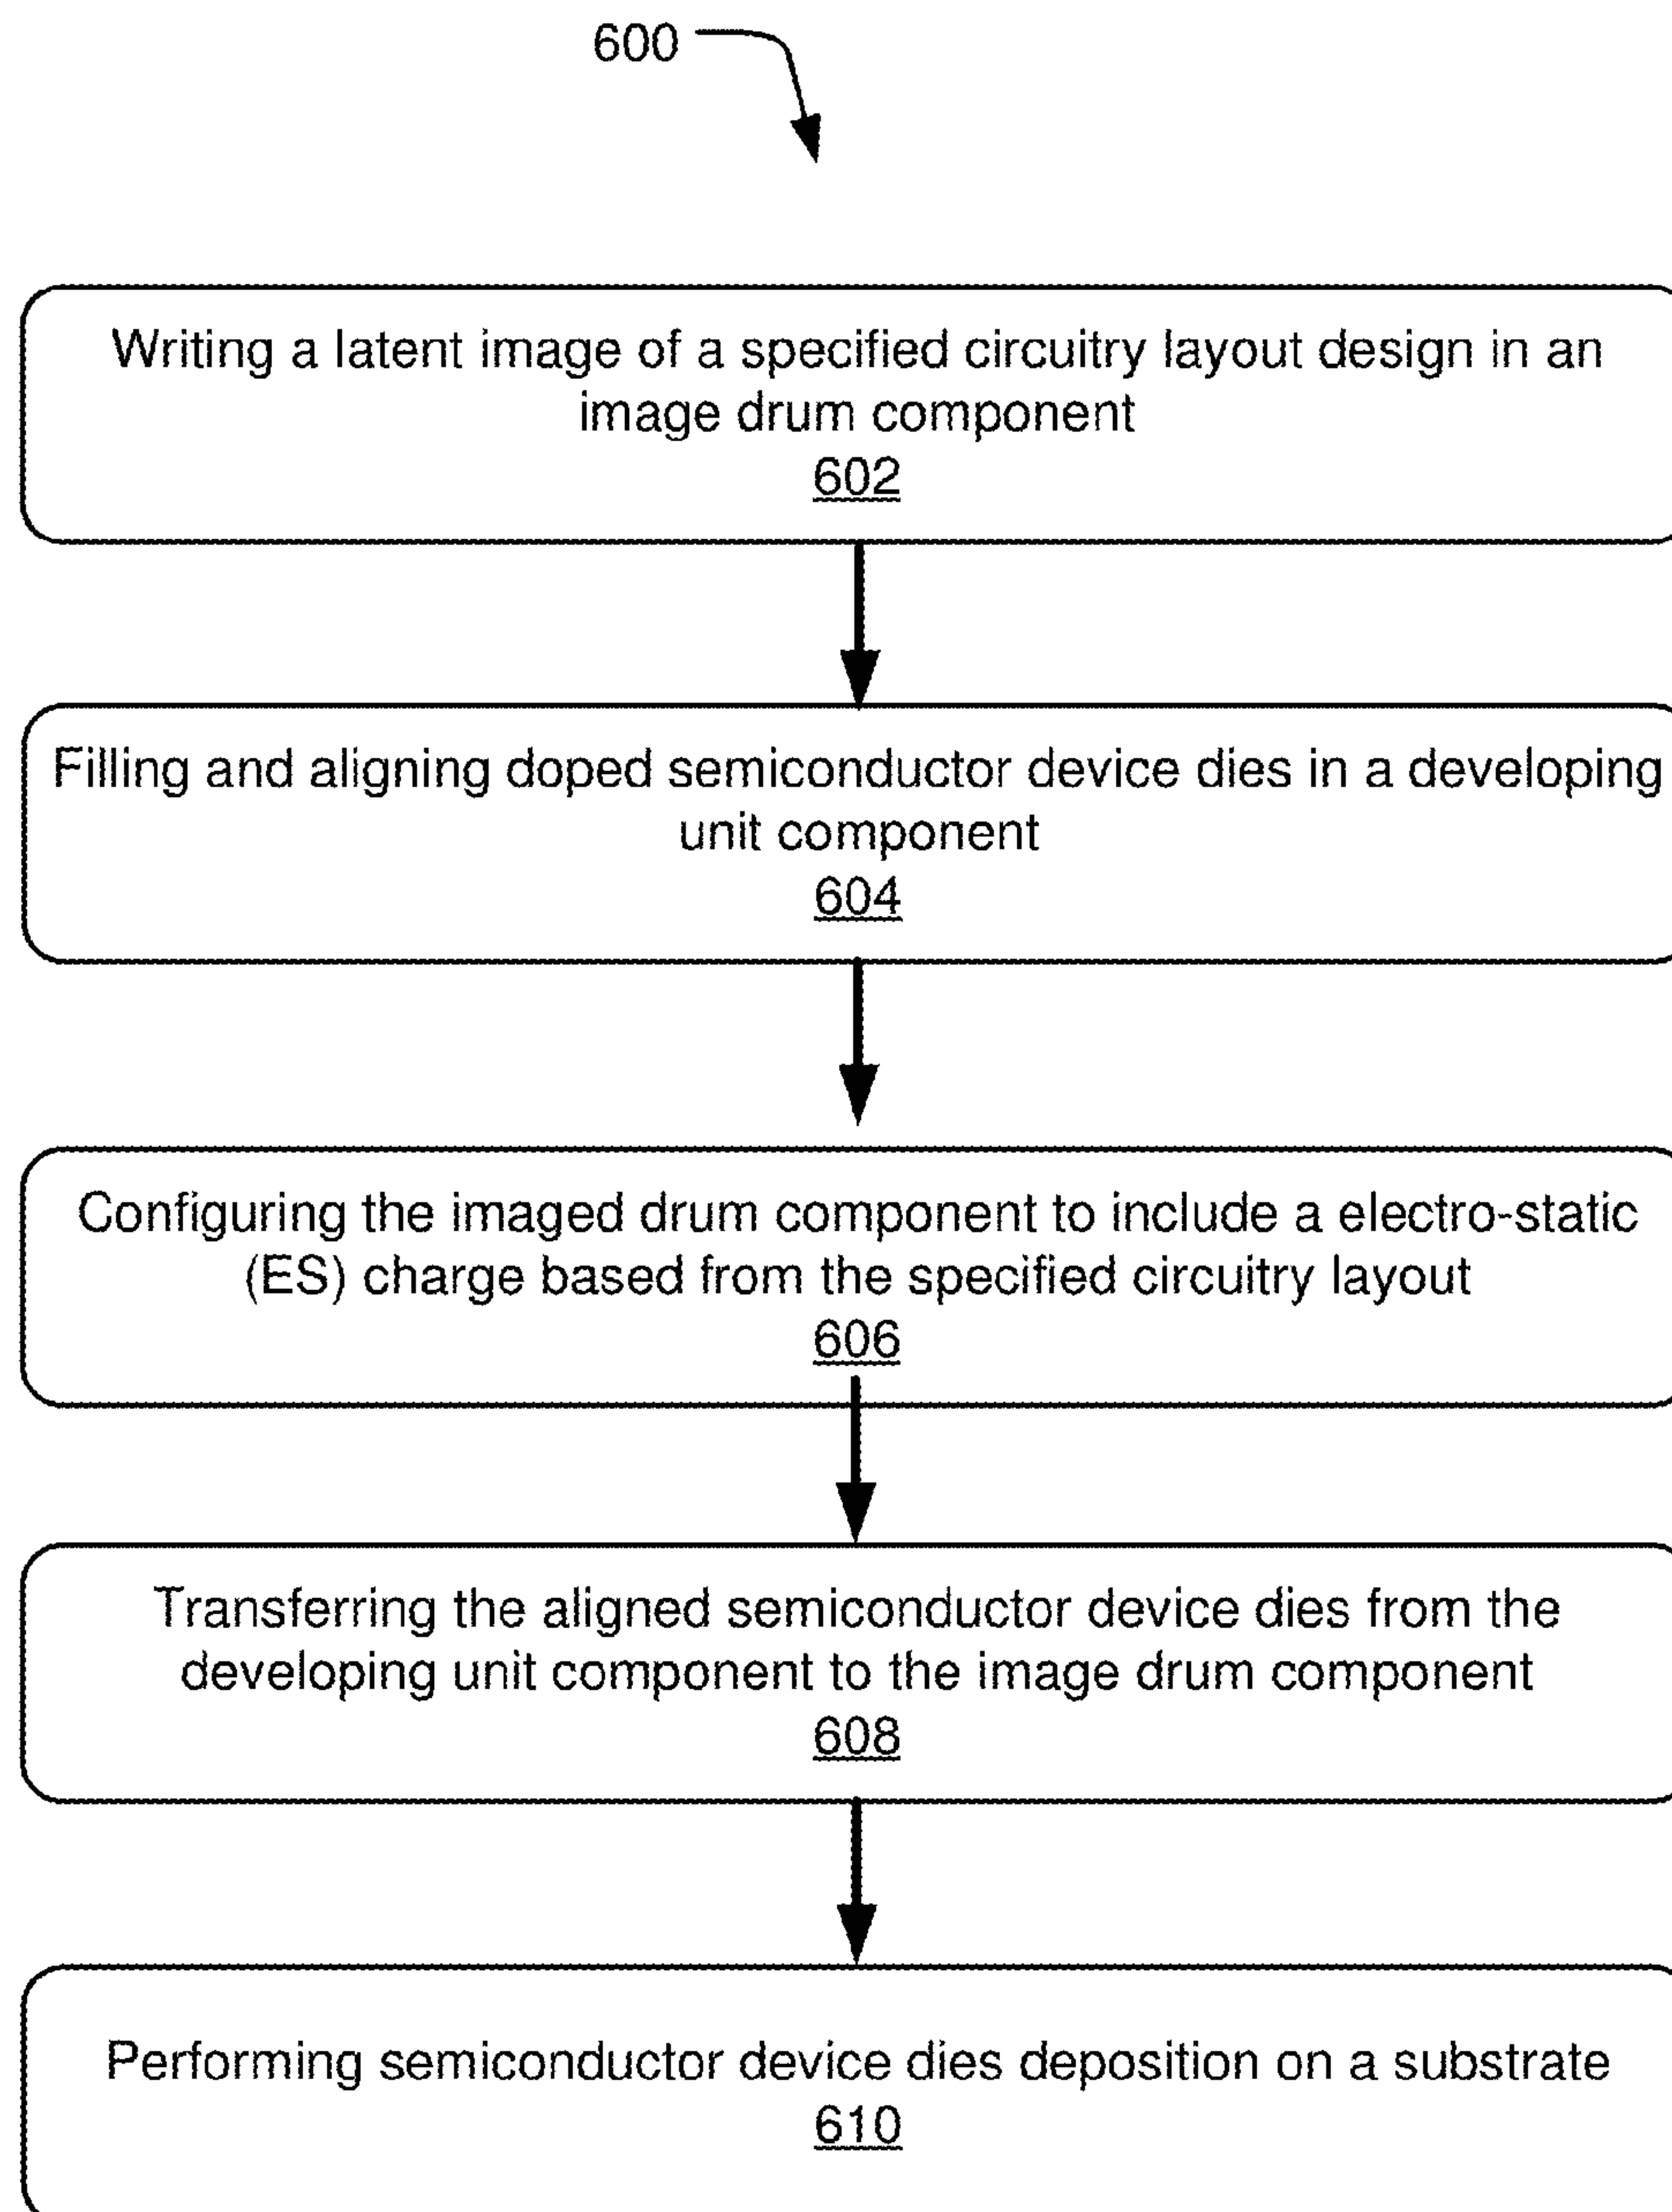 600
Writing a latent image of a specified circuitry layout design in an
image drum component
602
Filling and aligning doped semiconductor device dies in a developing
unit component
604
Configuring the imaged drum component to include a electro-static
(ES) charge based from the specified circuitry layout
606
Transferring the aligned semiconductor device dies from the
developing unit component to the image drum component
608
Performing semiconductor device dies deposition on a substrate
610